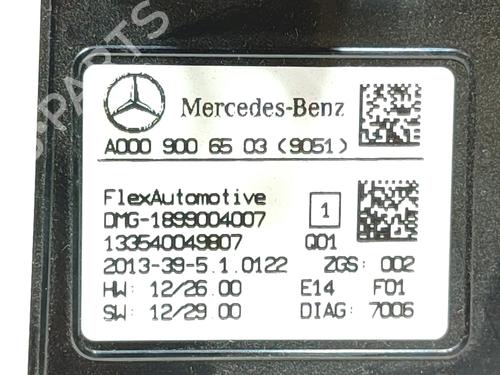 Mercedes-Benz
A000 900 65 03 (9051)
FlexAutomotive
DMG-1899004007
1
133540049807 Q01
2013-39-5.1.0122 ZGS: 002
HW: 12/26.00 E14 F01
SW: 12/29.00 DIAG: 7006